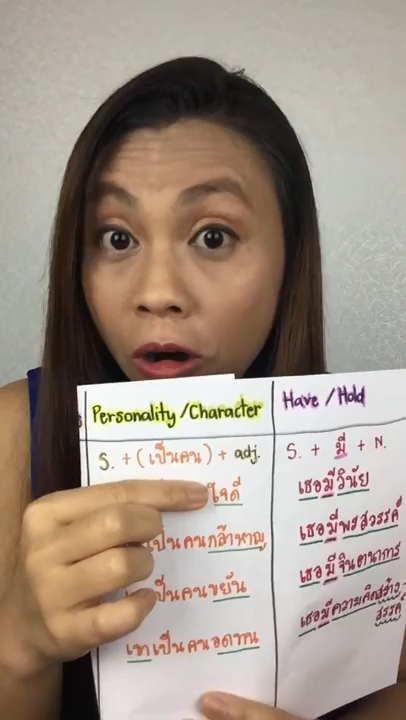 Personality/Character
S. + (เป็นคน) + adj.
ใจดี
เป็นคนกล้าหาญ
เป็นคนขยัน
เป็นคนอดทน
Have / Hold
S. + มี + N.
เธอมีวินัย
เธอมีพรสวรรค์
เธอมีจินตนาการ
เธอมีความคิดสร้าง
สรรค์